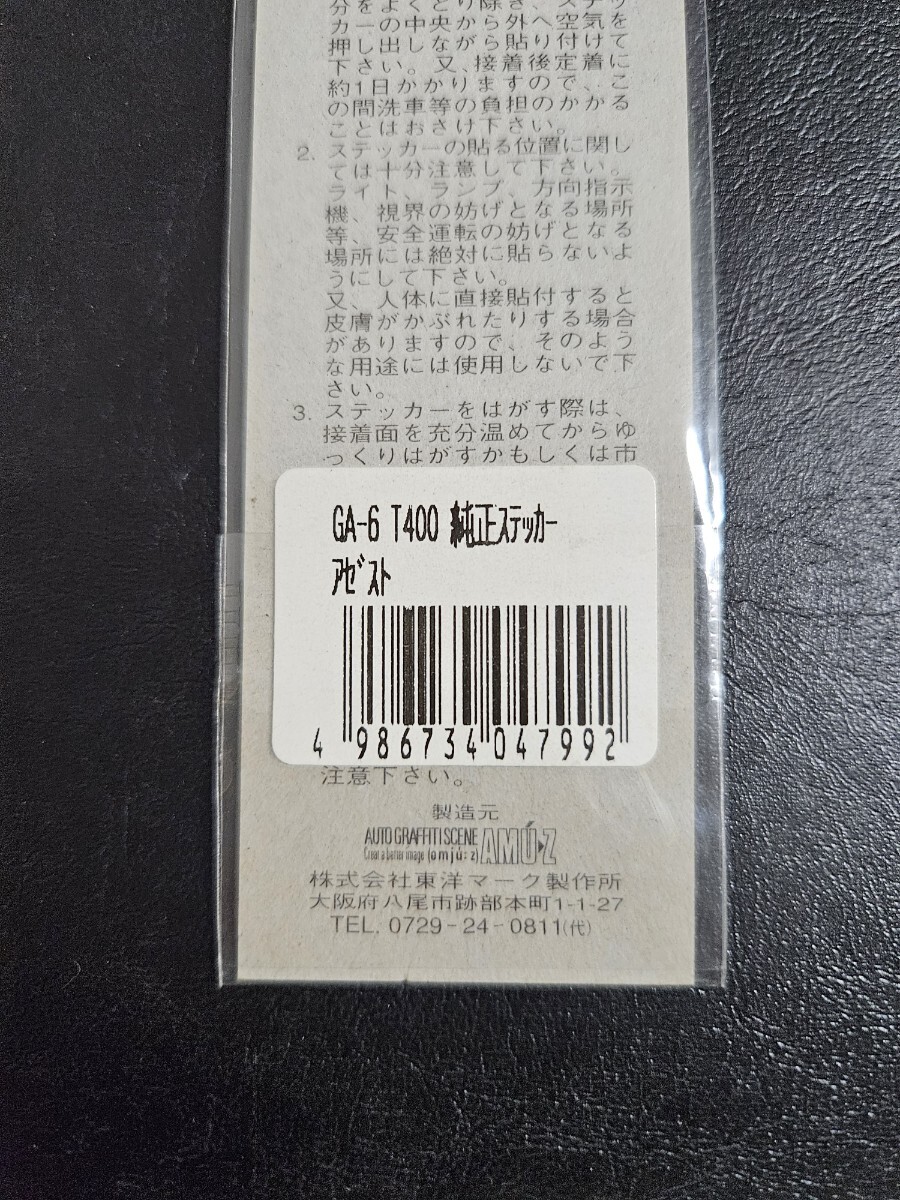 分をよくとり除き、ステッ
カーの中央から外へ空気を
押し出しながら貼り付けて
下さい。又、接着後定着に
約1日かかりますので、こ
の間洗車等の負担のかかる
ことはおさけ下さい。
2. ステッカーの貼る位置に関し
ては十分注意して下さい。
ライト、ランプ、方向指示
機、視界の妨げとなる場所
等、安全運転の妨げとなる
場所には絶対に貼らないよ
うにして下さい。
又、人体に直接貼付すると
皮膚がかぶれたりする場合
がありますので、そのよう
な用途には使用しないで下
さい。
3. ステッカーをはがす際は、
接着面を充分温めてからゆ
っくりはがすかもしくは市
GA-6 T400 純正ステッカー
アゼスト
4 986734 047992
注意下さい。
製造元
AUTO GRAFFITI SCENE
Creat a barter image (omjú:z) AMÚ・Z
株式会社東洋マーク製作所
大阪府八尾市跡部本町1-1-27
TEL, 0729-24-0811(代)